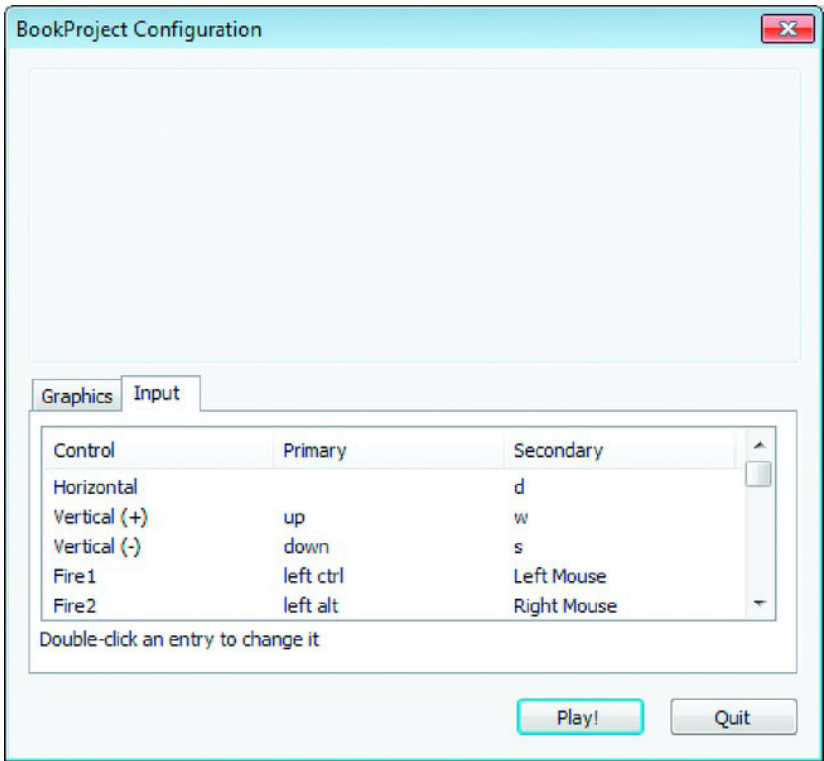 BookProject Configuration
Graphics Input
Control Primary Secondary
Horizontal d
Vertical (+) up w
Vertical (-) down s
Fire1 left ctrl Left Mouse
Fire2 left alt Right Mouse
Double-click an entry to change it
Play! Quit